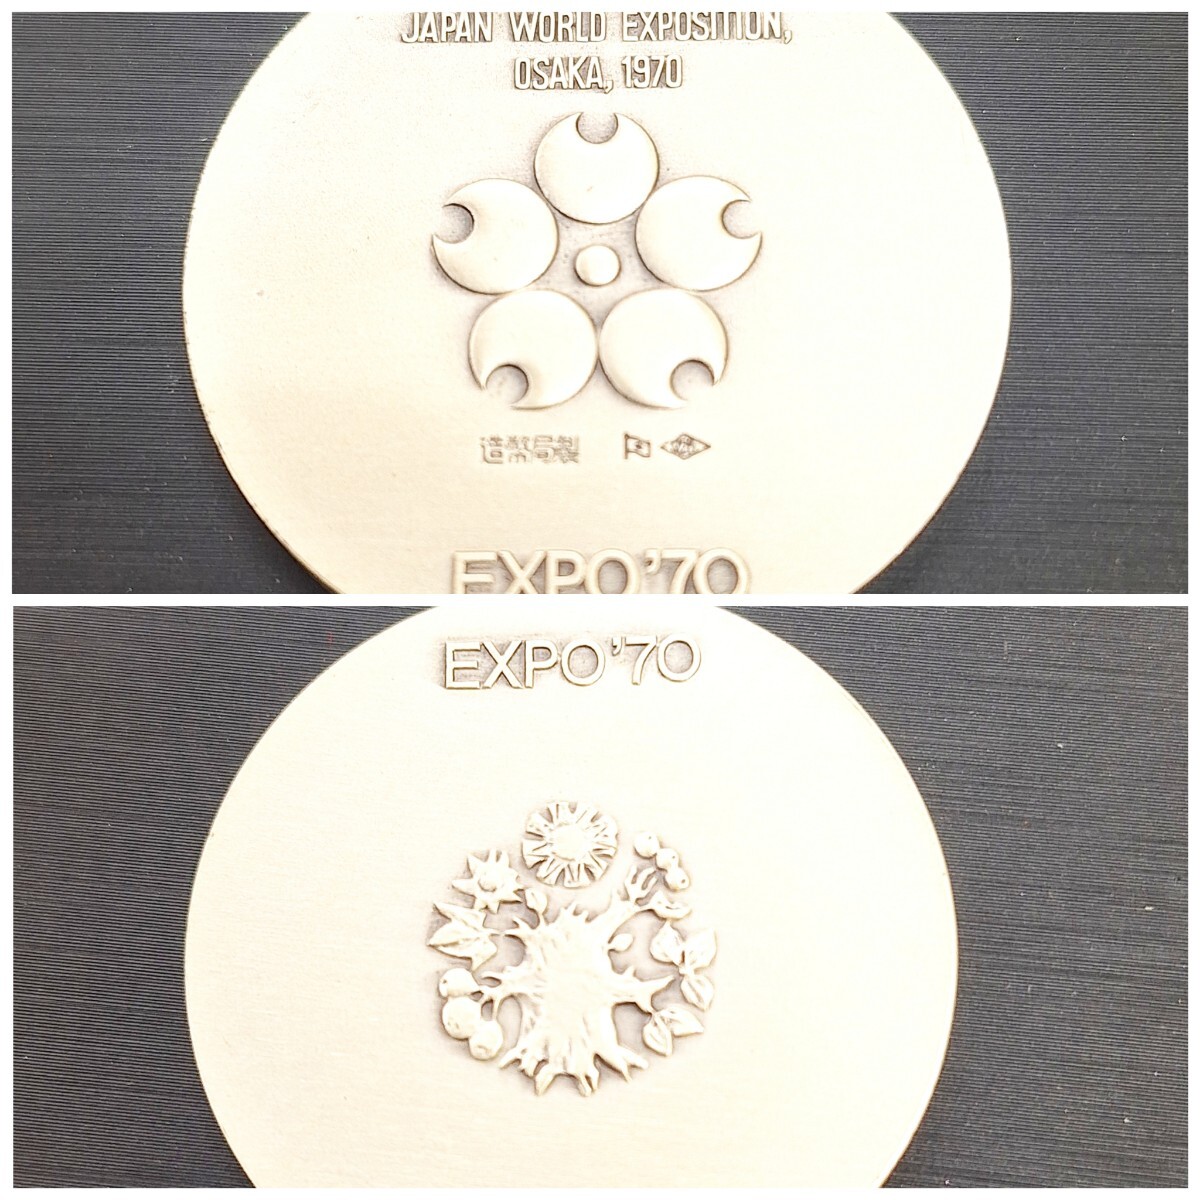 JAPAN WORLD EXPOSITION,
OSAKA, 1970
造幣局製
EXPO'70
EXPO'70